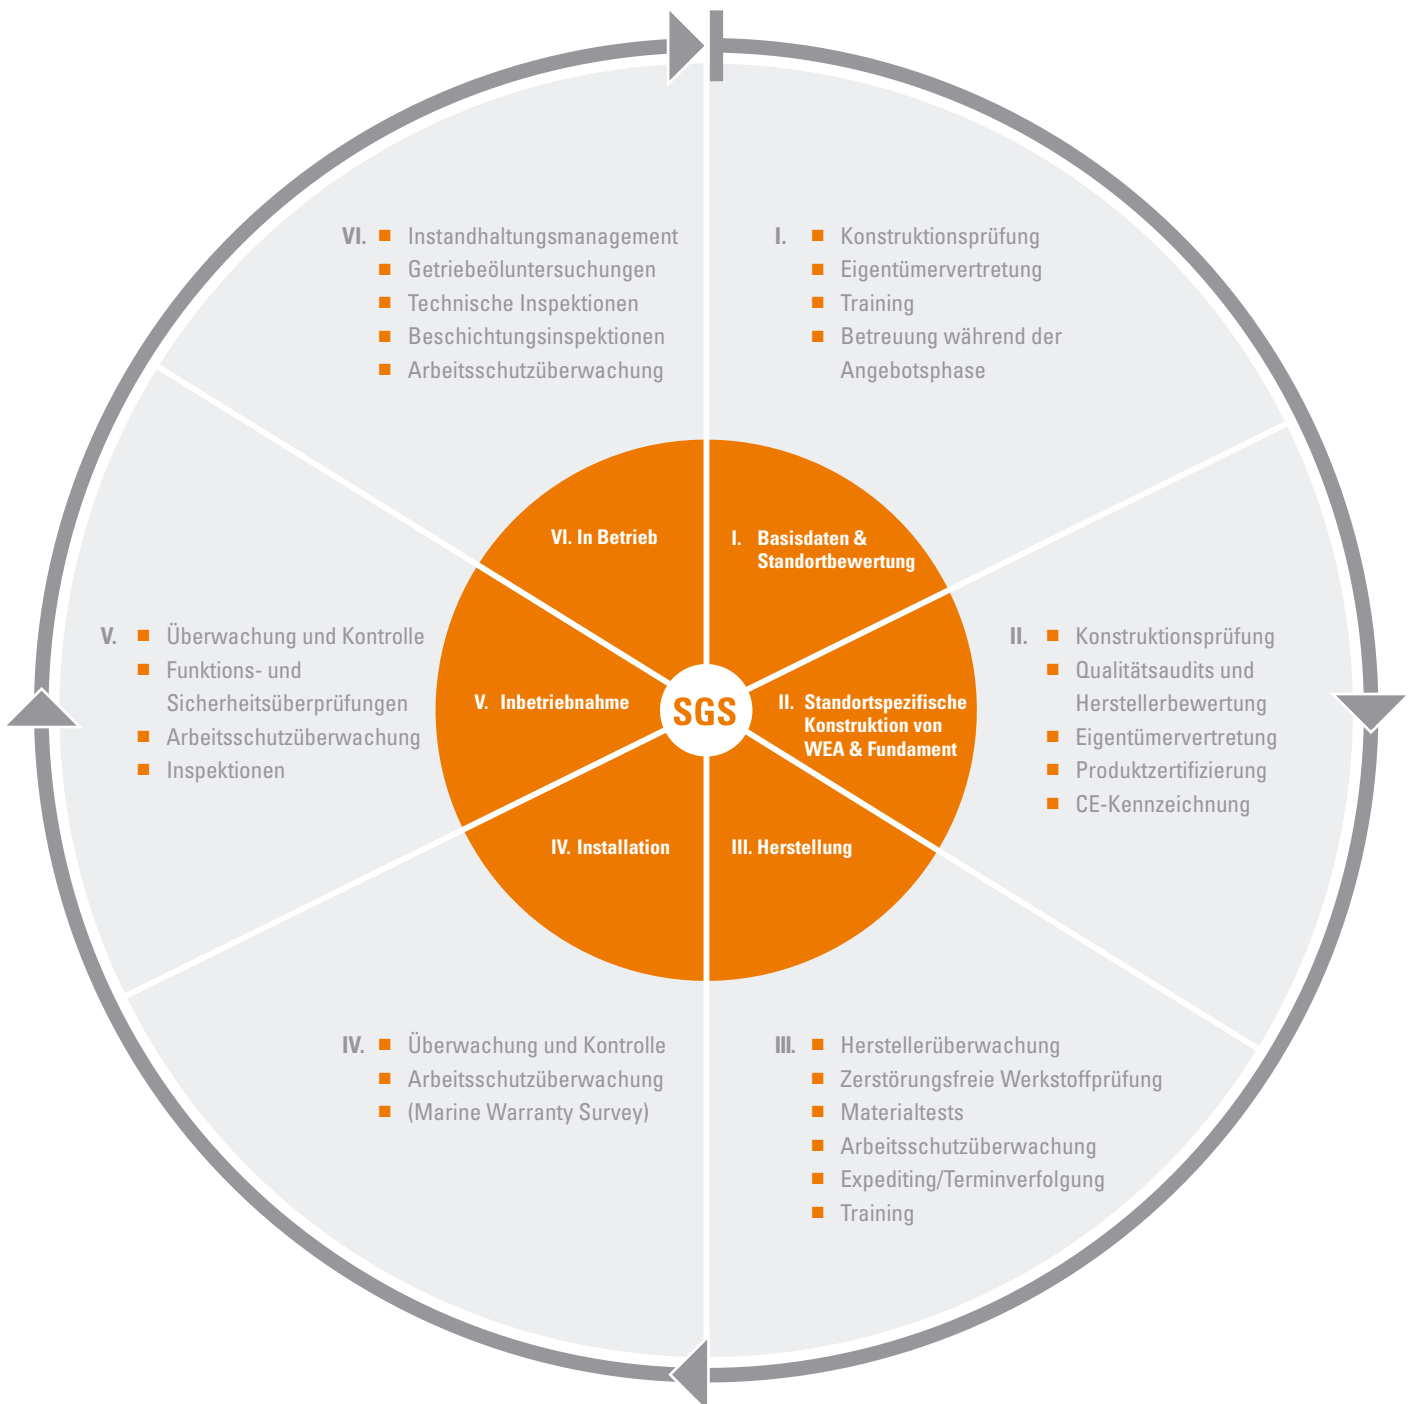 VI. ■ Instandhaltungsmanagement
■ Getriebeöluntersuchungen
■ Technische Inspektionen
■ Beschichtungsinspektionen
■ Arbeitsschutzüberwachung
I. ■ Konstruktionsprüfung
■ Eigentümervertretung
■ Training
■ Betreuung während der
Angebotsphase
VI. In Betrieb
I. Basisdaten &
Standortbewertung
V. ■ Überwachung und Kontrolle
■ Funktions- und
Sicherheitsüberprüfungen
■ Arbeitsschutzüberwachung
■ Inspektionen
V. Inbetriebnahme
SGS
II. Standortspezifische
Konstruktion von
WEA & Fundament
II. ■ Konstruktionsprüfung
■ Qualitätsaudits und
Herstellerbewertung
■ Eigentümervertretung
■ Produktzertifizierung
■ CE-Kennzeichnung
IV. Installation
III. Herstellung
IV. ■ Überwachung und Kontrolle
■ Arbeitsschutzüberwachung
■ (Marine Warranty Survey)
III. ■ Herstellerüberwachung
■ Zerstörungsfreie Werkstoffprüfung
■ Materialtests
■ Arbeitsschutzüberwachung
■ Expediting/Terminverfolgung
■ Training